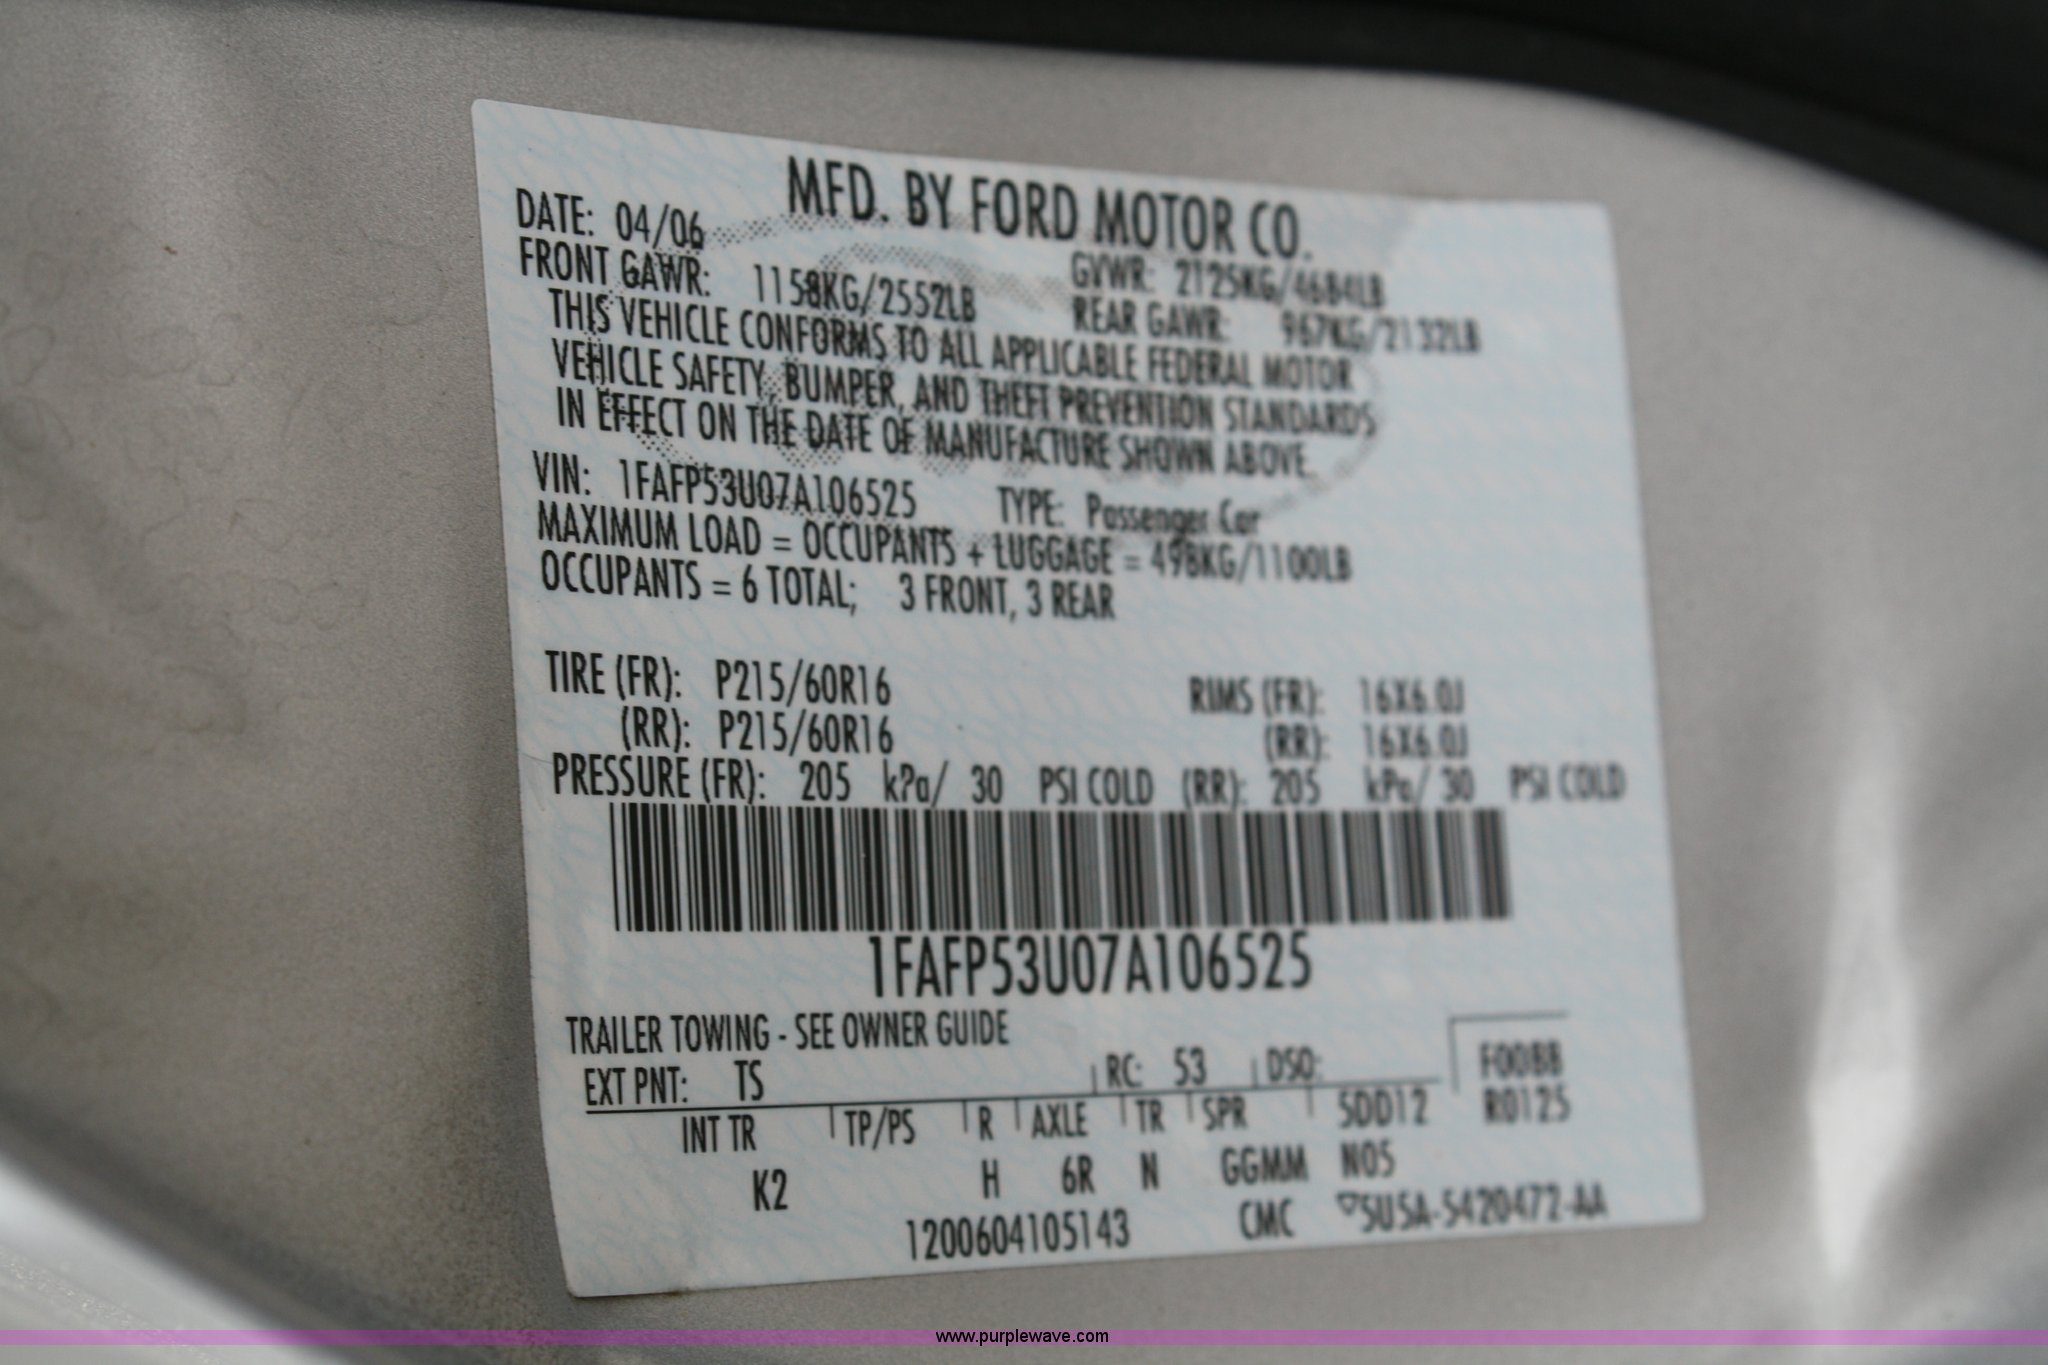 MFD. BY FORD MOTOR CO.
DATE: 04/06 GVWR: 2125KG/4684LB
FRONT GAWR: 1158KG/2552LB REAR GAWR: 967KG/2132LB
THIS VEHICLE CONFORMS TO ALL APPLICABLE FEDERAL MOTOR
VEHICLE SAFETY, BUMPER, AND THEFT PREVENTION STANDARDS
IN EFFECT ON THE DATE OF MANUFACTURE SHOWN ABOVE.
VIN: 1FAFP53U07A106525 TYPE: Passenger Car
MAXIMUM LOAD = OCCUPANTS + LUGGAGE = 498KG/1100LB
OCCUPANTS = 6 TOTAL; 3 FRONT, 3 REAR
TIRE (FR): P215/60R16 RIMS (FR): 16X6.0J
(RR): P215/60R16 (RR): 16X6.0J
PRESSURE (FR): 205 kPa/ 30 PSI COLD (RR): 205 kPa/ 30 PSI COLD
1FAFP53U07A106525
TRAILER TOWING - SEE OWNER GUIDE
EXT PNT: TS RC: 53 DSO: F0088
INT TR TP/PS R AXLE TR SPR 5DD12 R0125
K2 H 6R N GGMM N05
1200604105143 CMC ▽5U5A-5420472-AA
www.purplewave.com